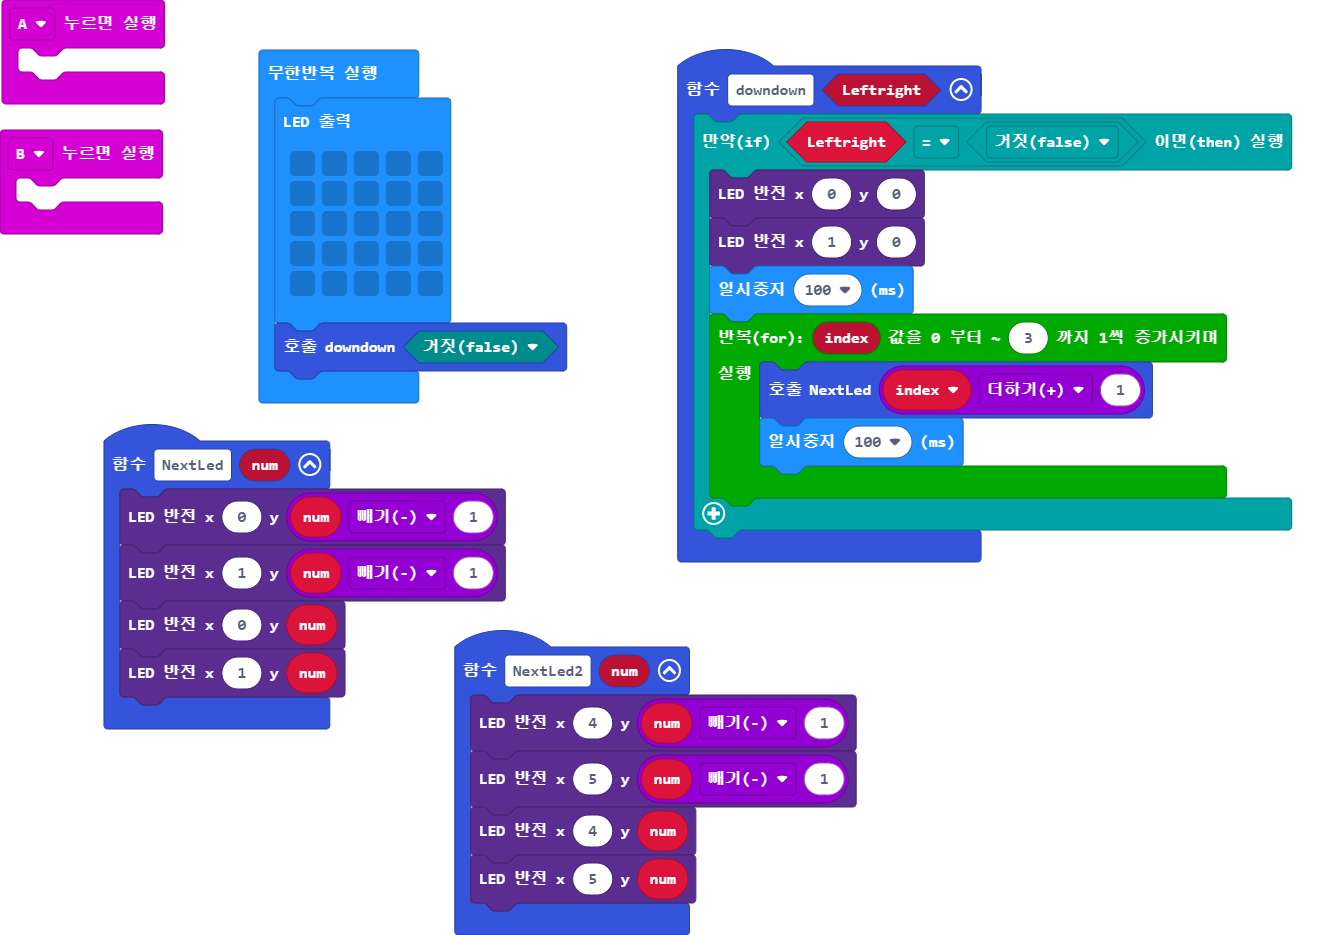 A 누르면 실행
B 누르면 실행
무한반복 실행
LED 출력
호출 downdown 거짓(false)
함수 downdown Leftright
만약(if) Leftright = 거짓(false) 이면(then) 실행
LED 반전 x 0 y 0
LED 반전 x 1 y 0
일시중지 100 (ms)
반복(for): index 값을 0 부터 ~ 3 까지 1씩 증가시키며
실행
호출 NextLed index 더하기(+) 1
일시중지 100 (ms)
함수 NextLed num
LED 반전 x 0 y num 빼기(-) 1
LED 반전 x 1 y num 빼기(-) 1
LED 반전 x 0 y num
LED 반전 x 1 y num
함수 NextLed2 num
LED 반전 x 4 y num 빼기(-) 1
LED 반전 x 5 y num 빼기(-) 1
LED 반전 x 4 y num
LED 반전 x 5 y num